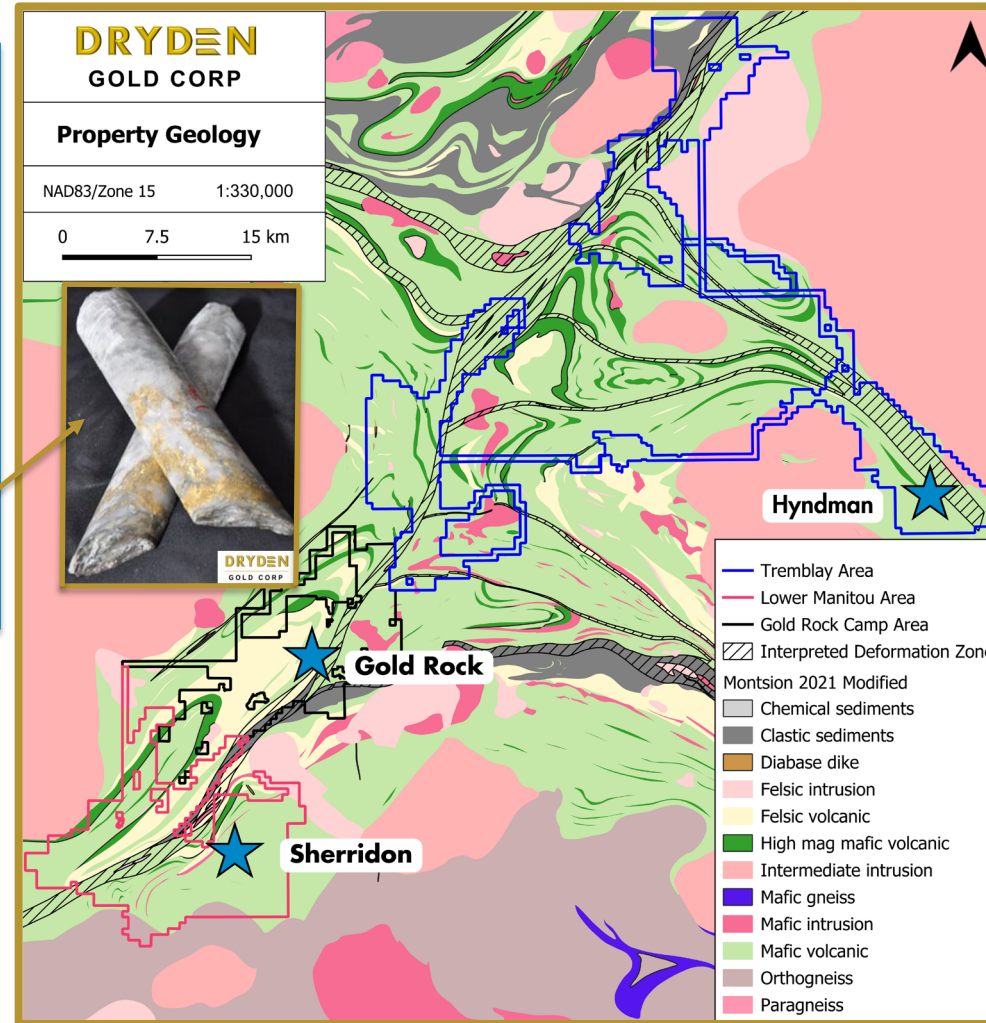 DRYDEN
GOLD CORP
Property Geology
NAD83/Zone 15 1:330,000
0 7.5 15 km
DRYDEN
GOLD CORP
Hyndman
Gold Rock
Sherridon
Tremblay Area
Lower Manitou Area
Gold Rock Camp Area
Interpreted Deformation Zone
Montsion 2021 Modified
Chemical sediments
Clastic sediments
Diabase dike
Felsic intrusion
Felsic volcanic
High mag mafic volcanic
Intermediate intrusion
Mafic gneiss
Mafic intrusion
Mafic volcanic
Orthogneiss
Paragneiss